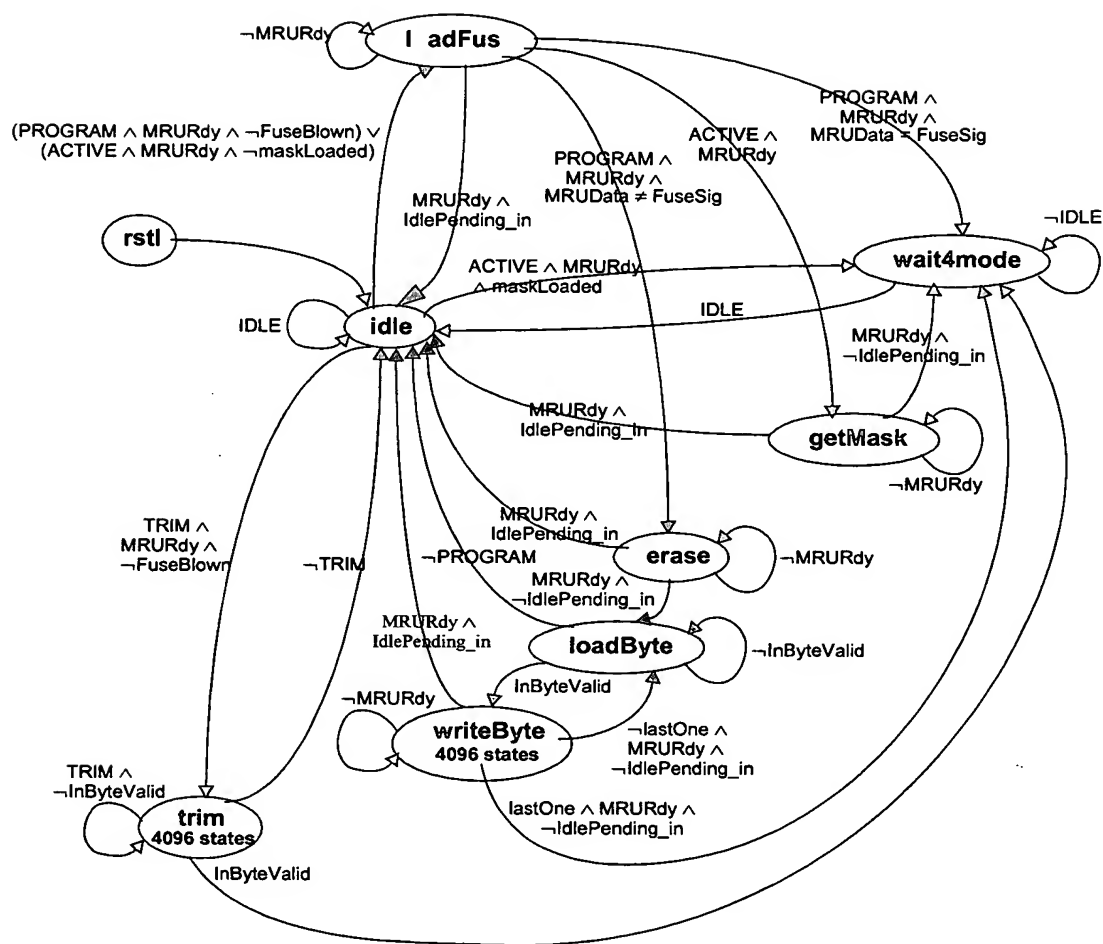 ¬MRURdy
l adFus
(PROGRAM ∧ MRURdy ∧ ¬FuseBlown) ∨
(ACTIVE ∧ MRURdy ∧ ¬maskLoaded)
MRURdy ∧
IdlePending_in
PROGRAM ∧
MRURdy ∧
MRUData ≠ FuseSig
ACTIVE ∧
MRURdy
PROGRAM ∧
MRURdy ∧
MRUData = FuseSig
rstl
¬IDLE
wait4mode
ACTIVE ∧ MRURdy
∧ maskLoaded
IDLE
IDLE
idle
MRURdy ∧
¬IdlePending_in
MRURdy ∧
IdlePending_in
getMask
¬MRURdy
TRIM ∧
MRURdy ∧
¬FuseBlown
¬TRIM
¬PROGRAM
MRURdy ∧
IdlePending_in
erase
¬MRURdy
MRURdy ∧
¬IdlePending_in
MRURdy ∧
IdlePending_in
loadByte
¬InByteValid
InByteValid
¬MRURdy
writeByte
4096 states
¬lastOne ∧
MRURdy ∧
¬IdlePending_in
TRIM ∧
¬InByteValid
trim
4096 states
lastOne ∧ MRURdy ∧
¬IdlePending_in
InByteValid